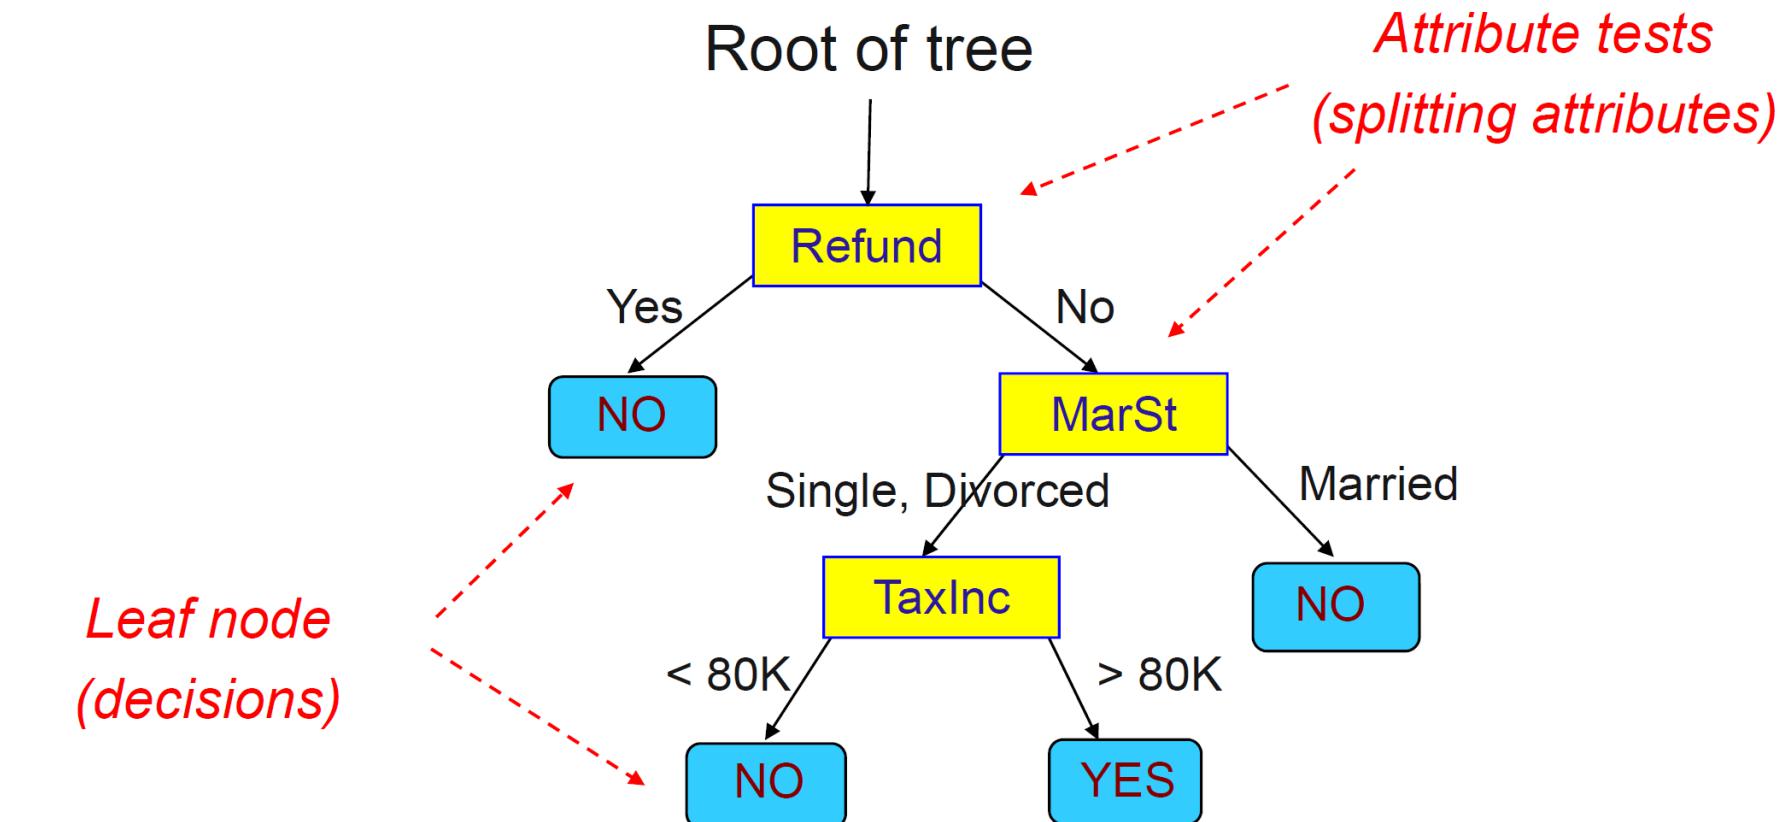 Root of tree
Attribute tests
(splitting attributes)
Refund
Yes
No
NO
MarSt
Single, Divorced
Married
TaxInc
NO
Leaf node
(decisions)
< 80K
> 80K
NO
YES